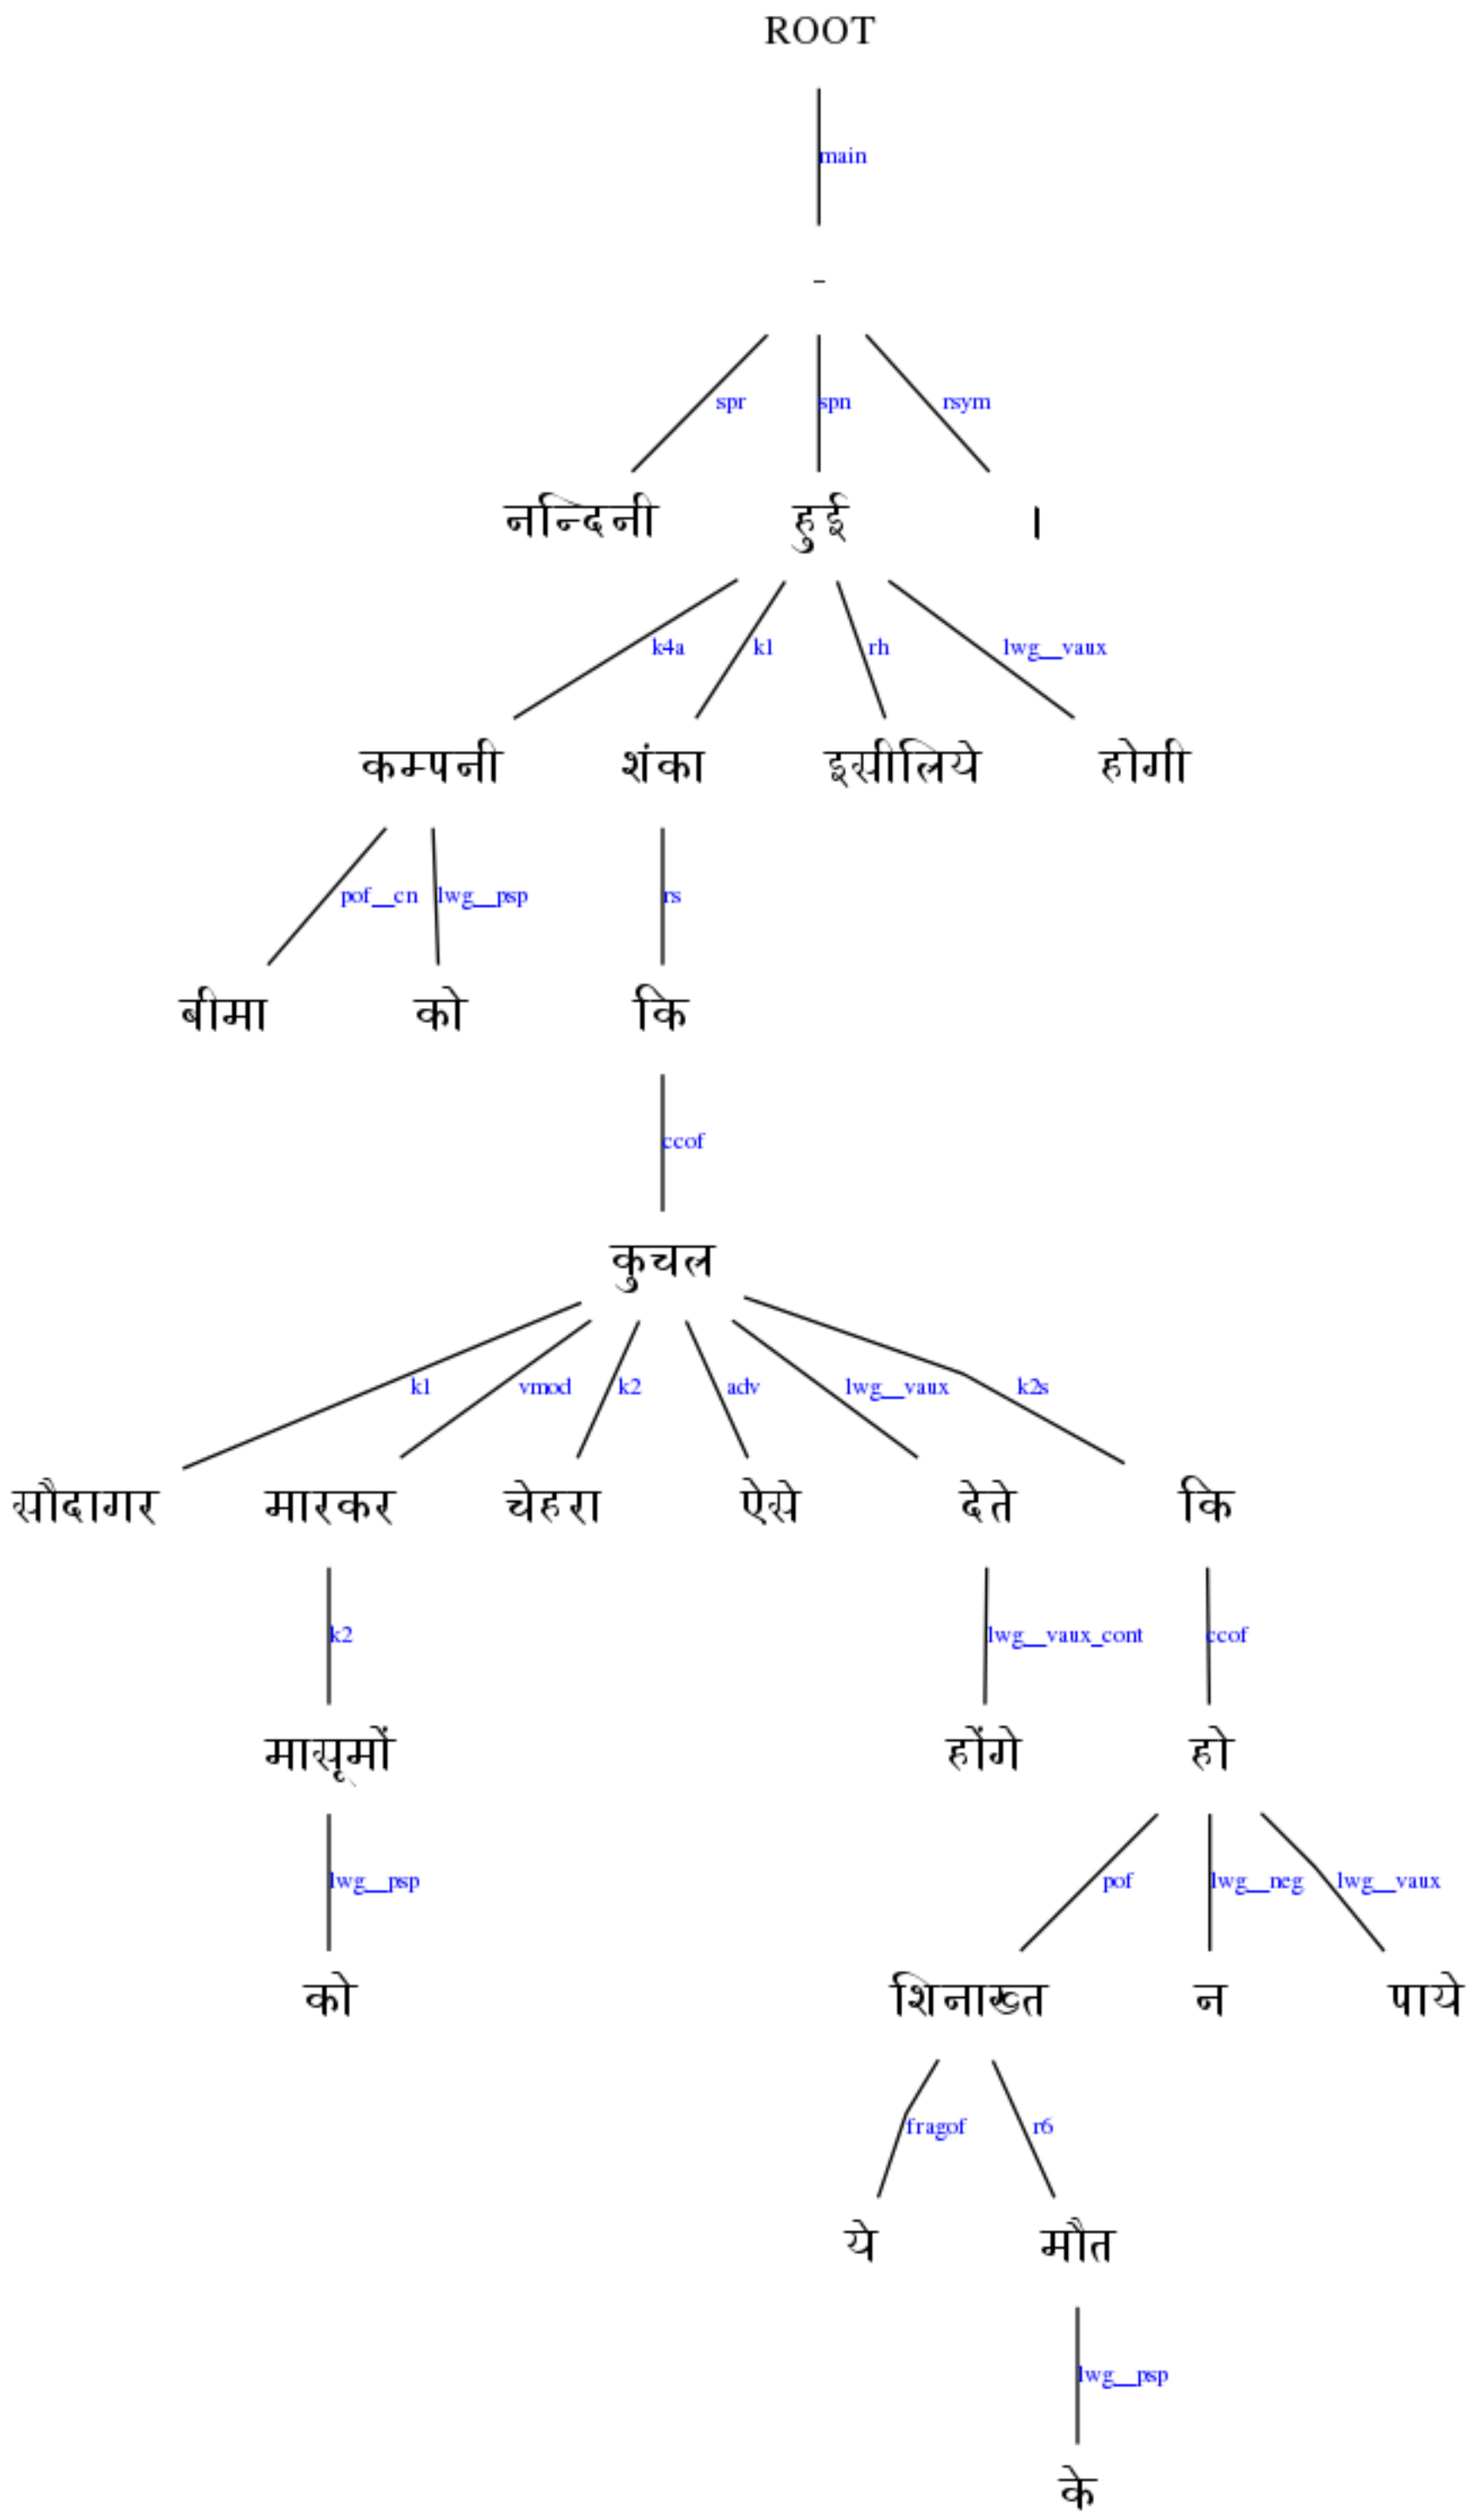 ROOT
main
-
spr spn rsym
नन्दिनी हुई ।
k4a k1 rh lwg__vaux
कम्पनी शंका इसीलिये होगी
pof__cn lwg__psp rs
बीमा को कि
ccof
कुचल
k1 vmod k2 adv lwg__vaux k2s
सौदागर मारकर चेहरा ऐसे देते कि
k2 lwg__vaux_cont ccof
मासूमों होंगे हो
lwg__psp pof lwg__neg lwg__vaux
को शिनाख्त न पाये
fragof r6
ये मौत
lwg__psp
के